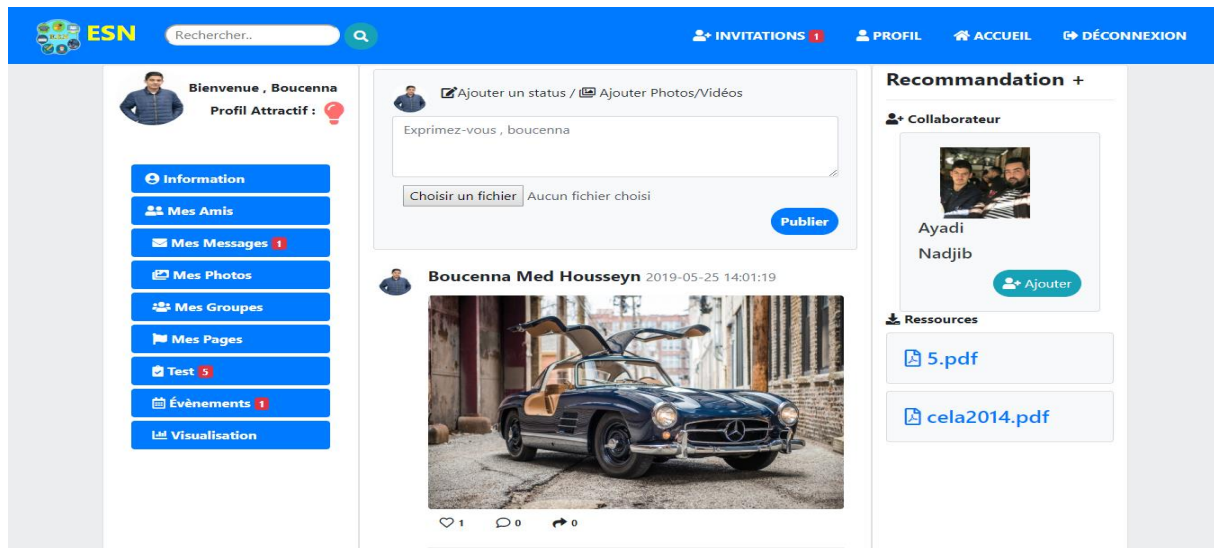 ESN
Rechercher..
INVITATIONS 1
PROFIL
ACCUEIL
DÉCONNEXION
Bienvenue , Boucenna
Profil Attractif :
Information
Mes Amis
Mes Messages 1
Mes Photos
Mes Groupes
Mes Pages
Test 5
Évènements 1
Visualisation
Ajouter un status / Ajouter Photos/Vidéos
Exprimez-vous , boucenna
Choisir un fichier Aucun fichier choisi
Publier
Boucenna Med Housseyn 2019-05-25 14:01:19
1 0 0
Recommandation +
Collaborateur
Ayadi
Nadjib
Ajouter
Ressources
5.pdf
cela2014.pdf